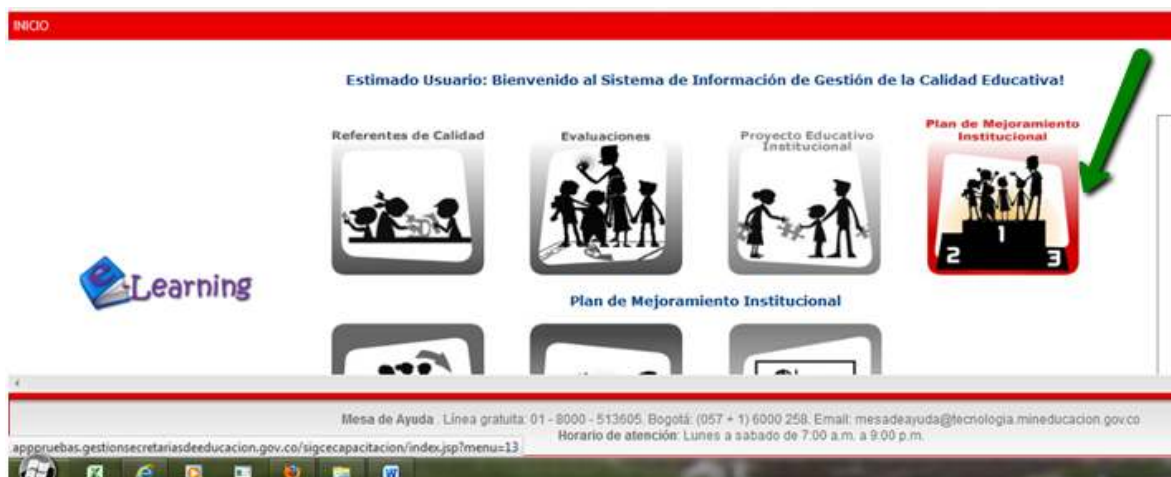 INICIO
Estimado Usuario: Bienvenido al Sistema de Información de Gestión de la Calidad Educativa!
Referentes de Calidad
Evaluaciones
Proyecto Educativo
Institucional
Plan de Mejoramiento
Institucional
1
2
3
e Learning
Plan de Mejoramiento Institucional
Mesa de Ayuda . Línea gratuita: 01 - 8000 - 513605. Bogotá: (057 + 1) 6000 258. Email: mesadeayuda@tecnologia.mineducacion.gov.co
Horario de atención: Lunes a sabado de 7:00 a.m. a 9:00 p.m.
apppruebas.gestionsecretariasdeeducacion.gov.co/sigcecapacitacion/index.jsp?menu=13